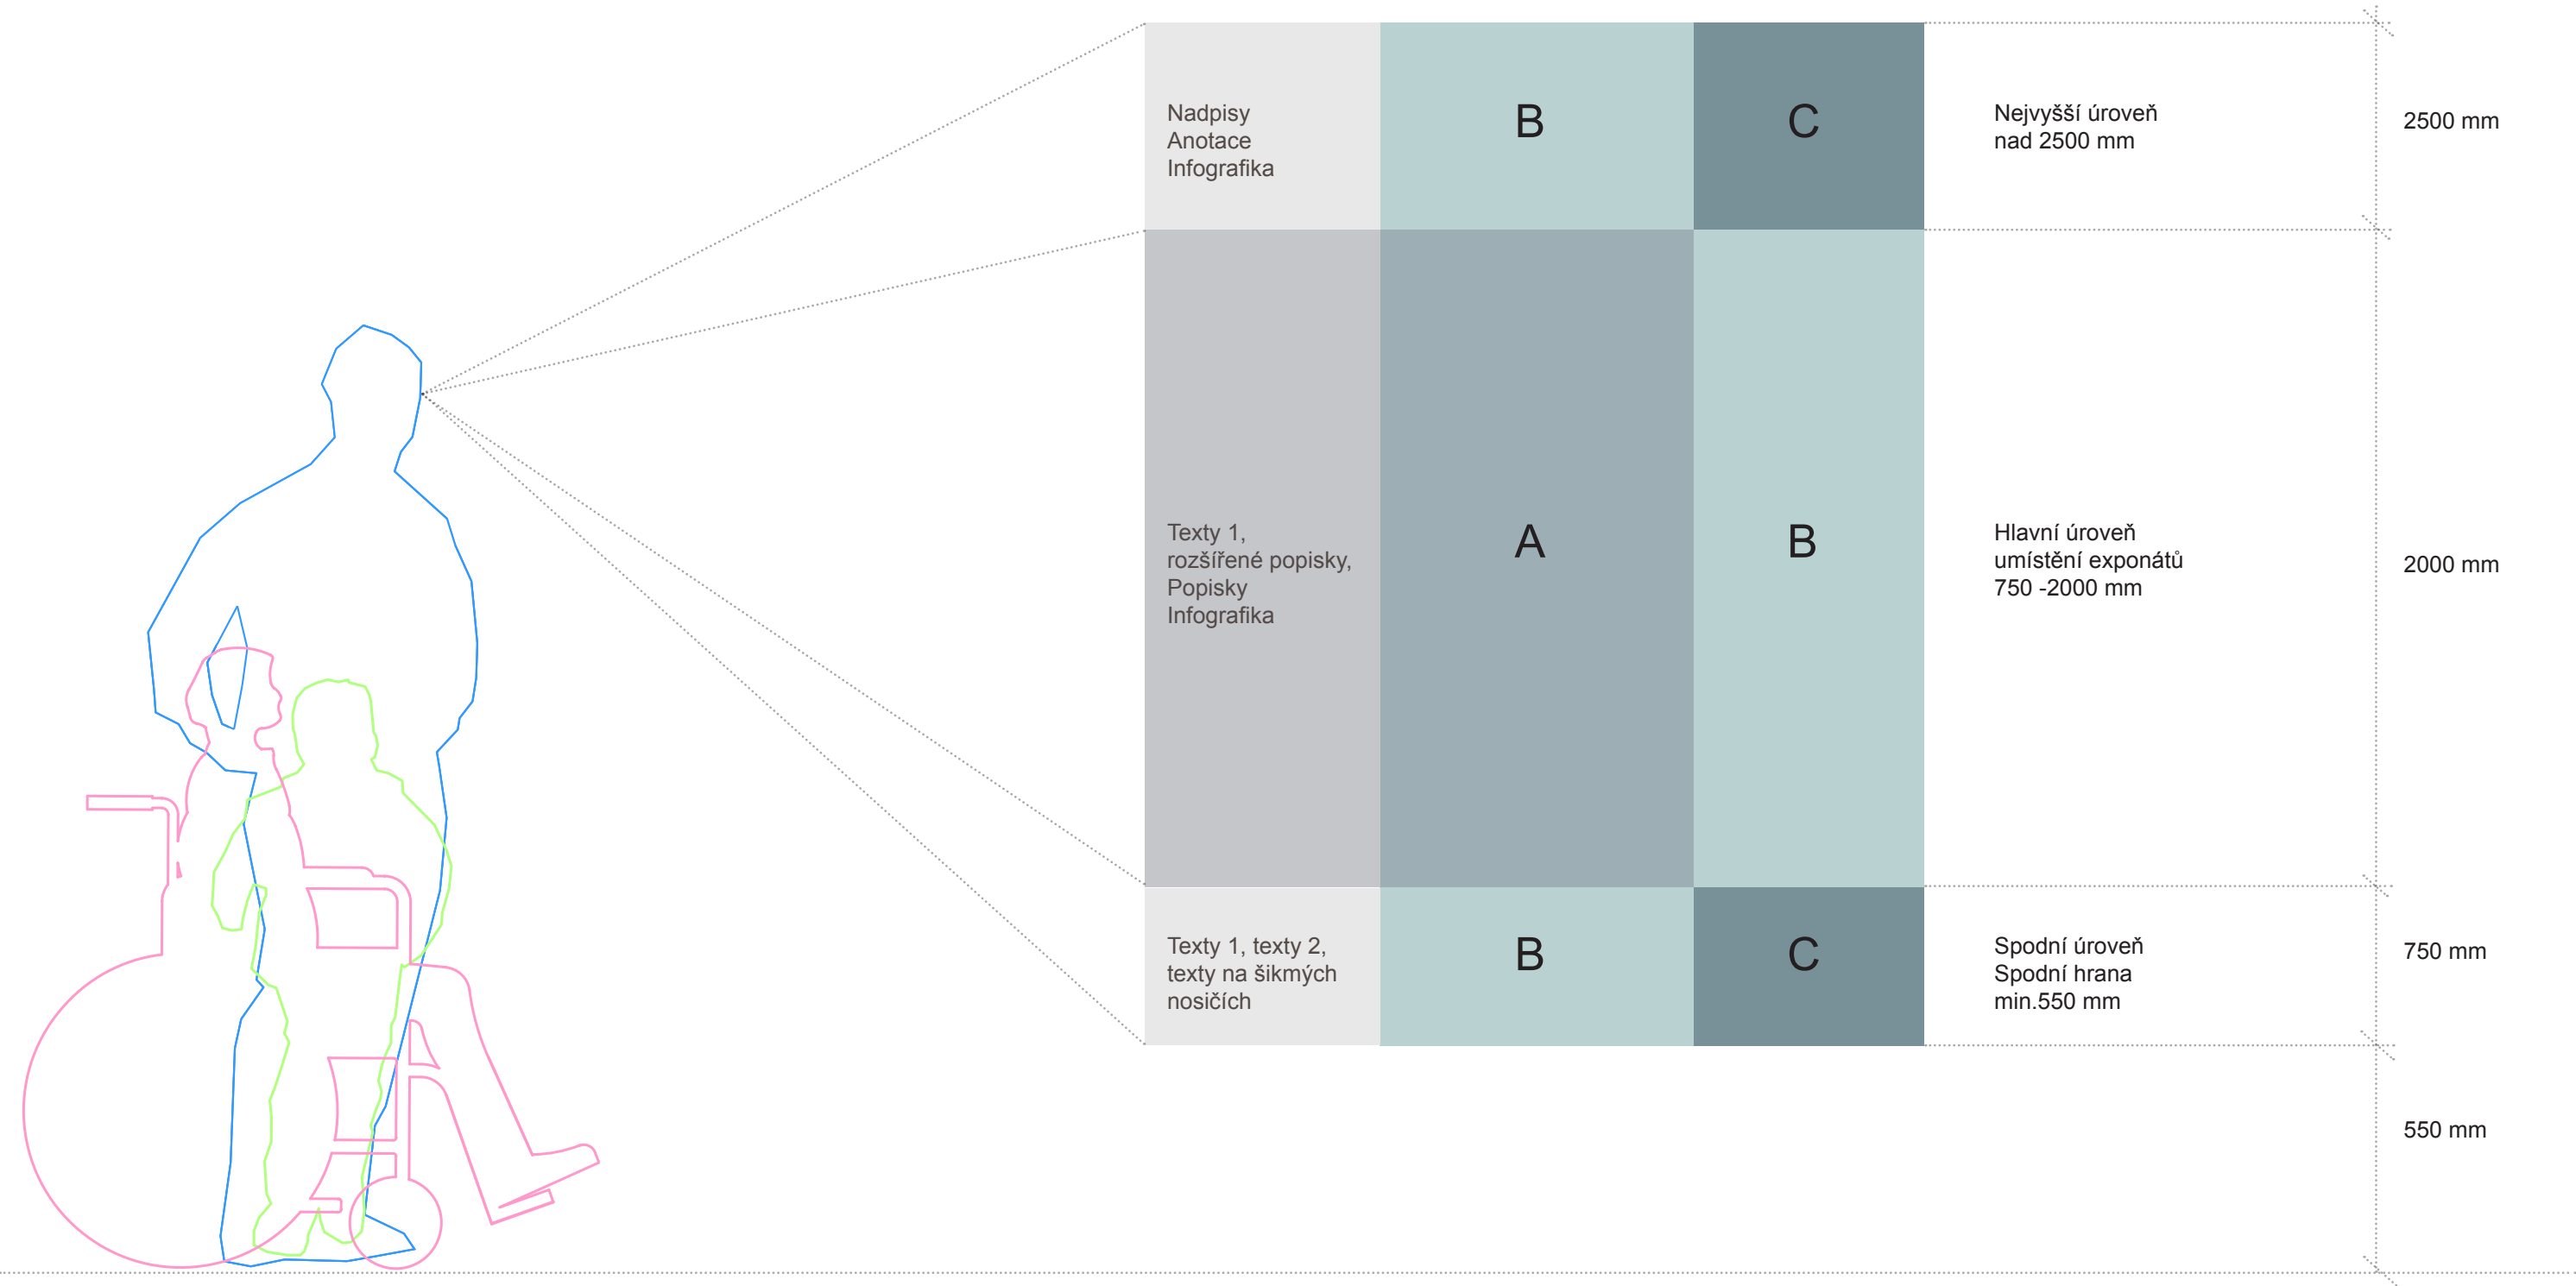 Nadpisy
Anotace
Infografika
B
C
Nejvyšší úroveň
nad 2500 mm
2500 mm
Texty 1,
rozšířené popisky,
Popisky
Infografika
A
B
Hlavní úroveň
umístění exponátů
750 -2000 mm
2000 mm
Texty 1, texty 2,
texty na šikmých
nosičích
B
C
Spodní úroveň
Spodní hrana
min.550 mm
750 mm
550 mm